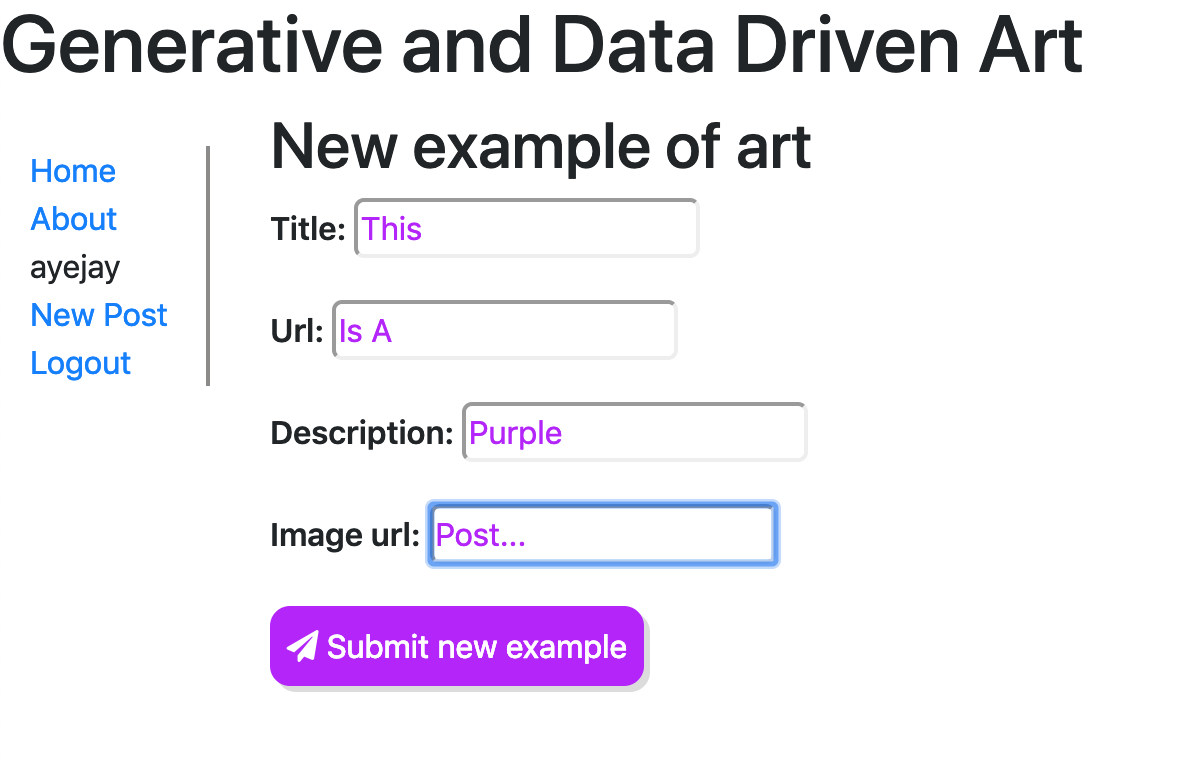 Generative and Data Driven Art
Home
About
ayejay
New Post
Logout
New example of art
Title: This
Url: Is A
Description: Purple
Image url: Post...
Submit new example